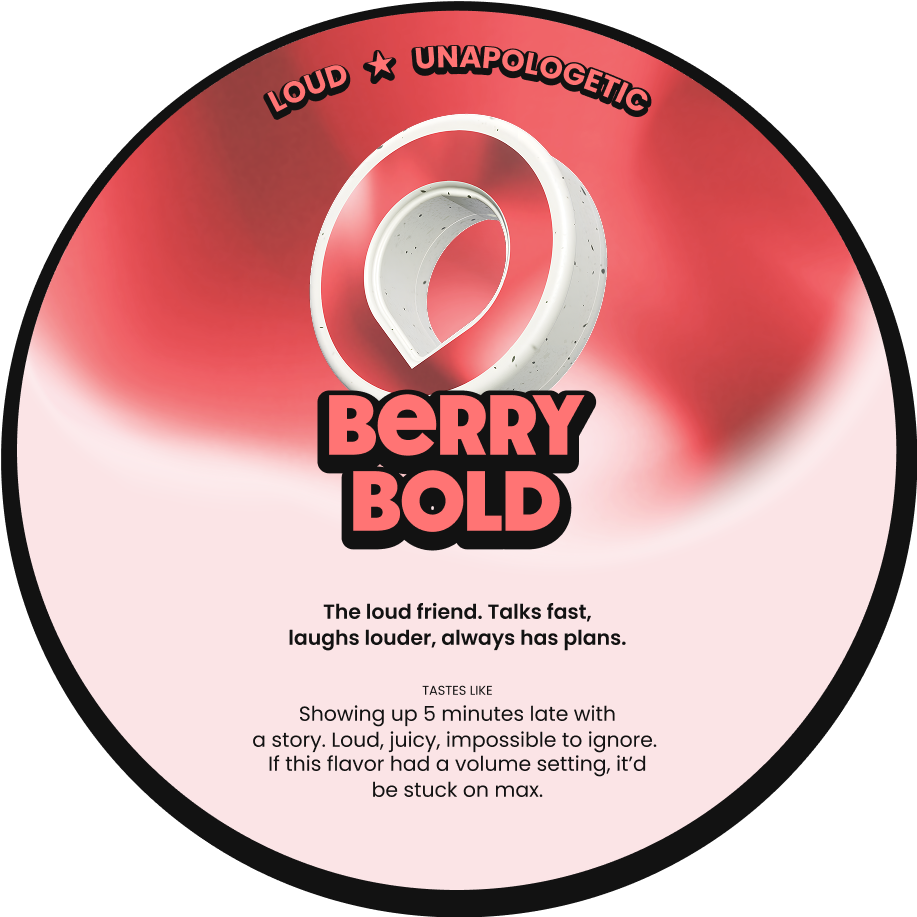 LOUD ★ UNAPOLOGETIC
BeRRY
BOLD
The loud friend. Talks fast,
laughs louder, always has plans.
TASTES LIKE
Showing up 5 minutes late with
a story. Loud, juicy, impossible to ignore.
If this flavor had a volume setting, it’d
be stuck on max.